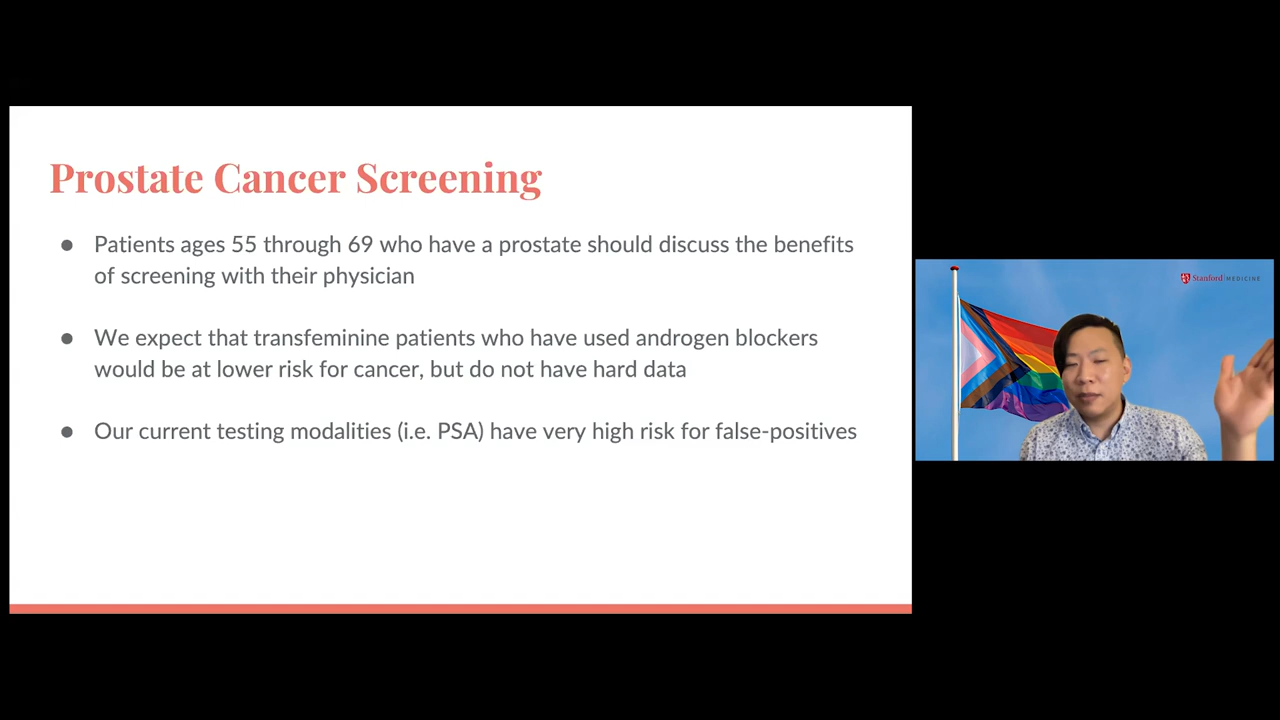 Prostate Cancer Screening
● Patients ages 55 through 69 who have a prostate should discuss the benefits
of screening with their physician
● We expect that transfeminine patients who have used androgen blockers
would be at lower risk for cancer, but do not have hard data
● Our current testing modalities (i.e. PSA) have very high risk for false-positives
Stanford MEDICINE